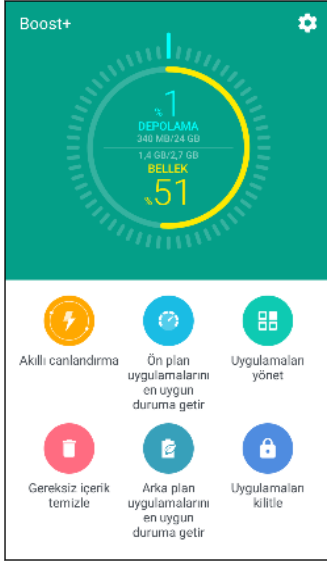 Boost+
%1
DEPOLAMA
340 MB/24 GB
1,4 GB/2,7 GB
BELLEK
%51
Akıllı canlandırma
Ön plan
uygulamalarını
en uygun
duruma getir
Uygulamaları
yönet
Gereksiz içerik
temizle
Arka plan
uygulamalarını
en uygun
duruma getir
Uygulamaları
kilitle